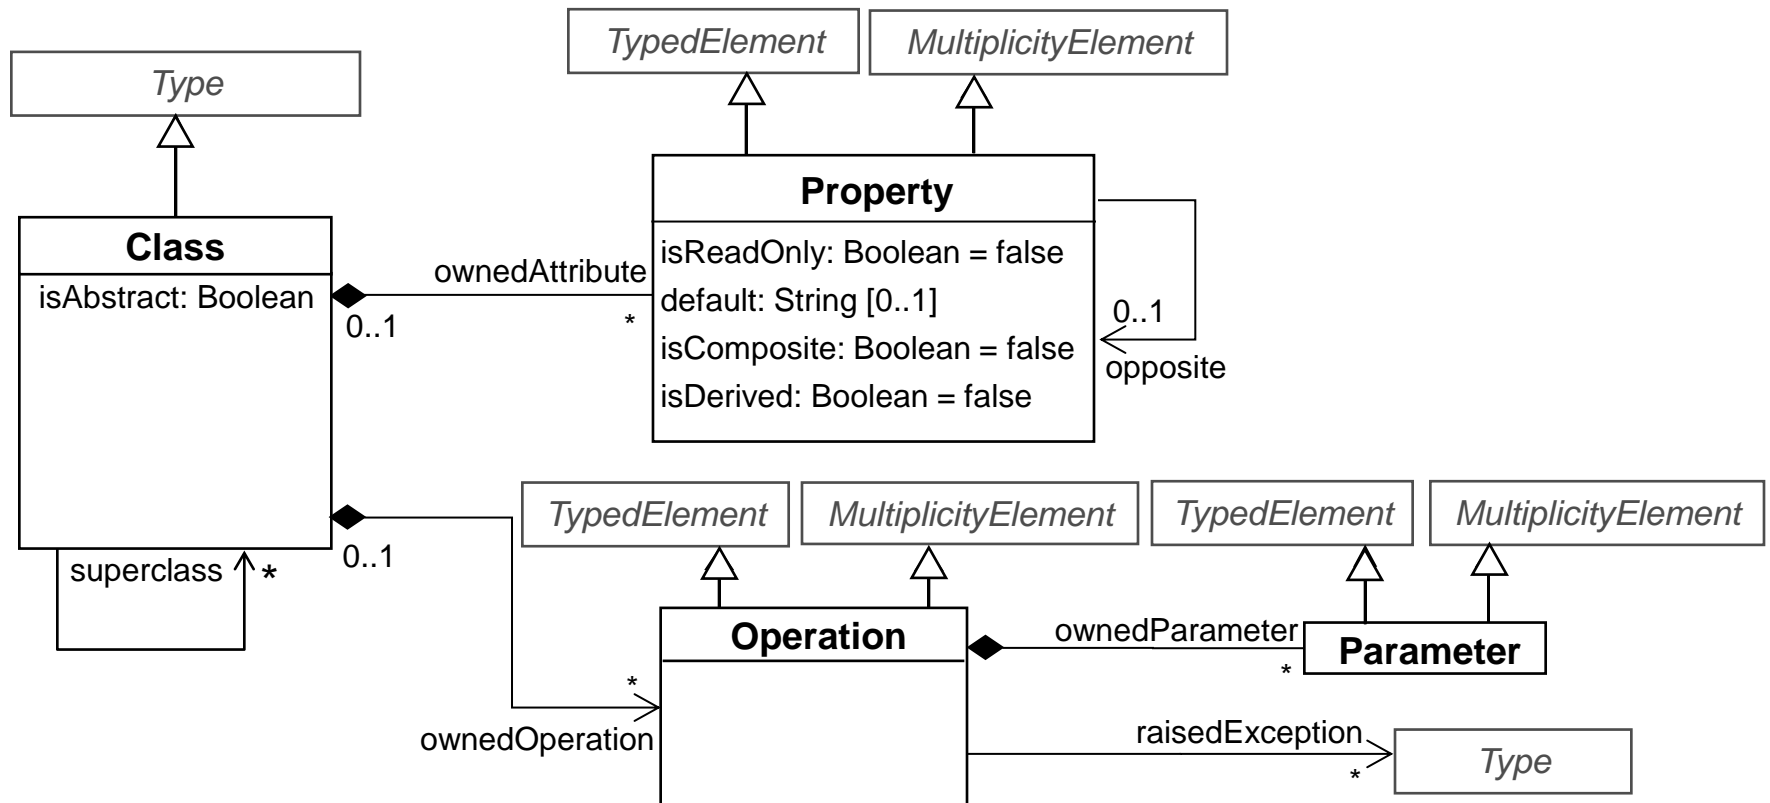 TypedElement
MultiplicityElement
Type
Property
Class
isReadOnly: Boolean = false
ownedAttribute
isAbstract: Boolean
default: String [0..1]
0..1
*
0..1
isComposite: Boolean = false
opposite
isDerived: Boolean = false
TypedElement
MultiplicityElement
TypedElement
MultiplicityElement
0..1
superclass
*
Operation
ownedParameter
*
Parameter
*
ownedOperation
raisedException
*
Type